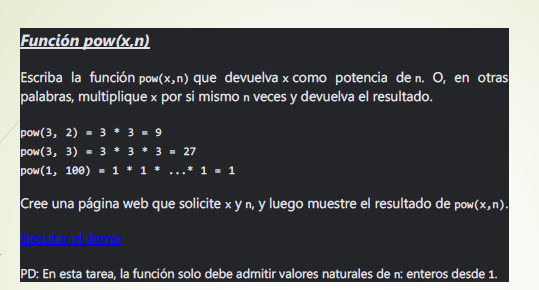 Función pow(x,n)
Escriba la función pow(x,n) que devuelva x como potencia de n. O, en otras
palabras, multiplique x por si mismo n veces y devuelva el resultado.
pow(3, 2) = 3 * 3 = 9
pow(3, 3) = 3 * 3 * 3 = 27
pow(1, 100) = 1 * 1 * ...* 1 = 1
Cree una página web que solicite x y n, y luego muestre el resultado de pow(x,n).
Ejecutar el demo
PD: En esta tarea, la función solo debe admitir valores naturales de n: enteros desde 1.